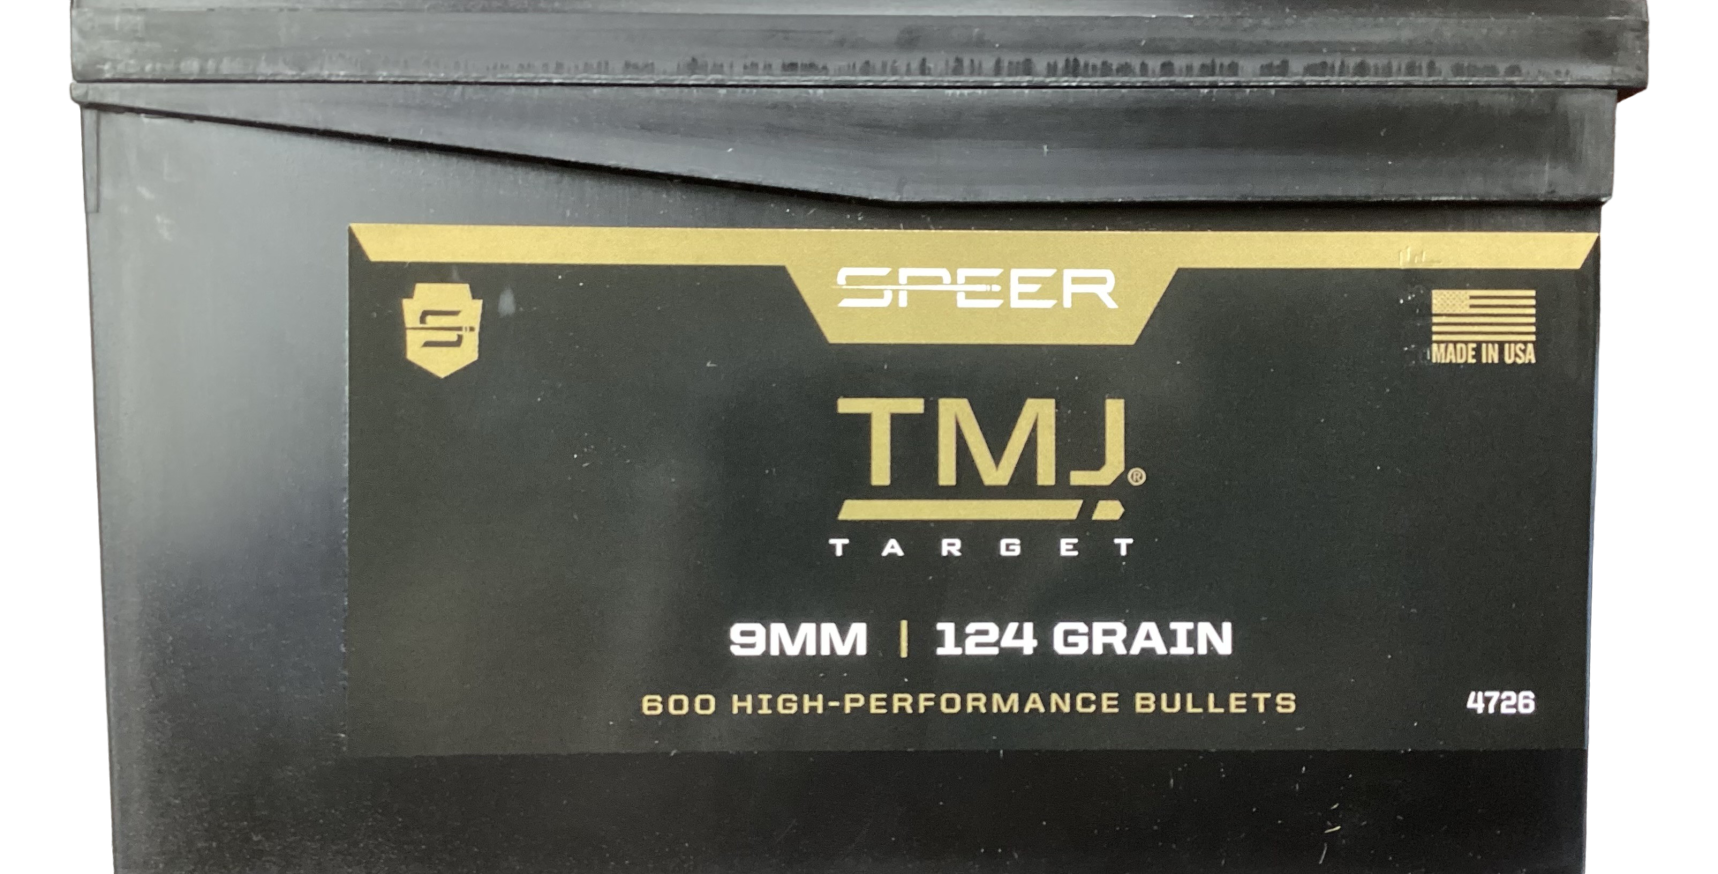 SPEER
MADE IN USA
TMJ®
TARGET
9MM | 124 GRAIN
600 HIGH-PERFORMANCE BULLETS
4726